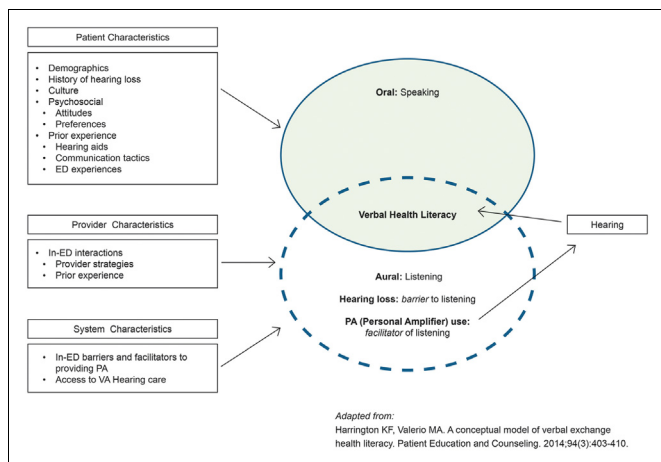 Patient Characteristics
• Demographics
• History of hearing loss
• Culture
• Psychosocial
• Attitudes
• Preferences
• Prior experience
• Hearing aids
• Communication tactics
• ED experiences
Provider Characteristics
• In-ED interactions
• Provider strategies
• Prior experience
System Characteristics
• In-ED barriers and facilitators to
providing PA
• Access to VA Hearing care
Oral: Speaking
Verbal Health Literacy
Aural: Listening
Hearing loss: barrier to listening
PA (Personal Amplifier) use:
facilitator of listening
Hearing
Adapted from:
Harrington KF, Valerio MA. A conceptual model of verbal exchange
health literacy. Patient Education and Counseling. 2014;94(3):403-410.